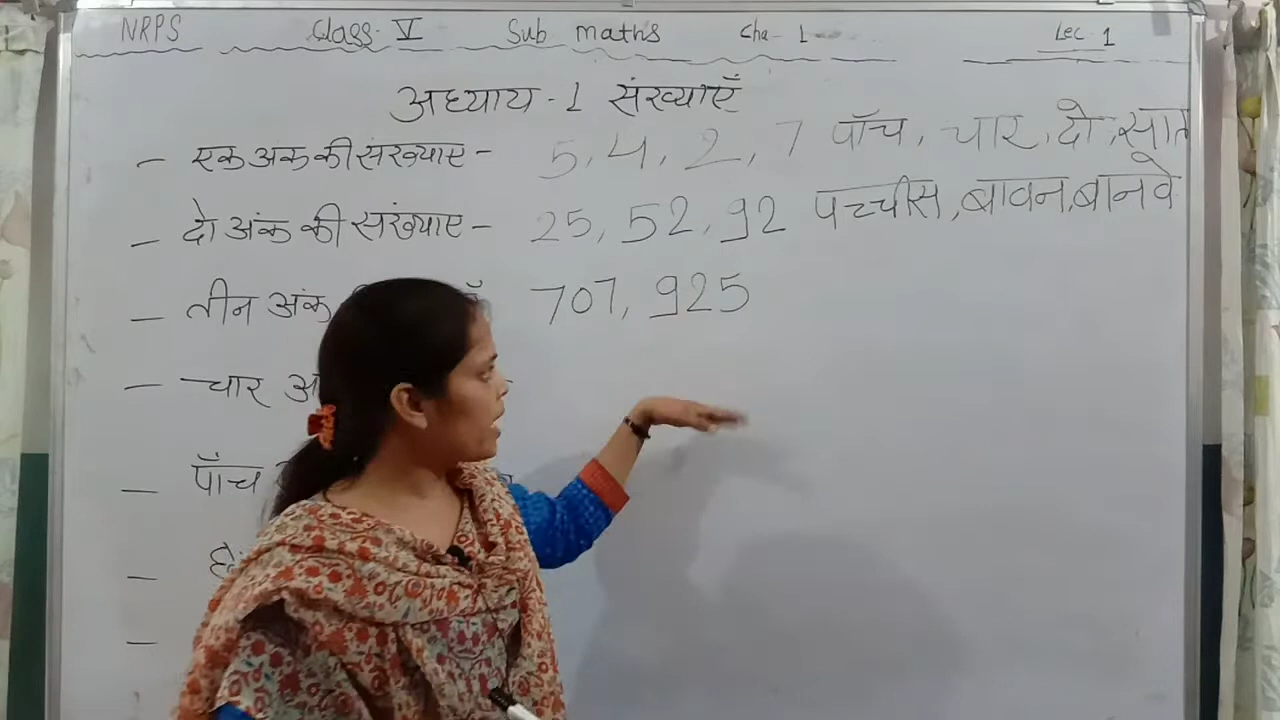 NRPS Class V Sub maths Cha- 1 Lec 1
अध्याय-1 संख्याएँ
- एक अंक की संख्याए - 5, 4, 2, 7 पाँच, चार, दो, सात
- दो अंक की संख्याए - 25, 52, 92 पच्चीस, बावन, बानवे
- तीन अंक 707, 925
- चार अ
- पाँच
-
-